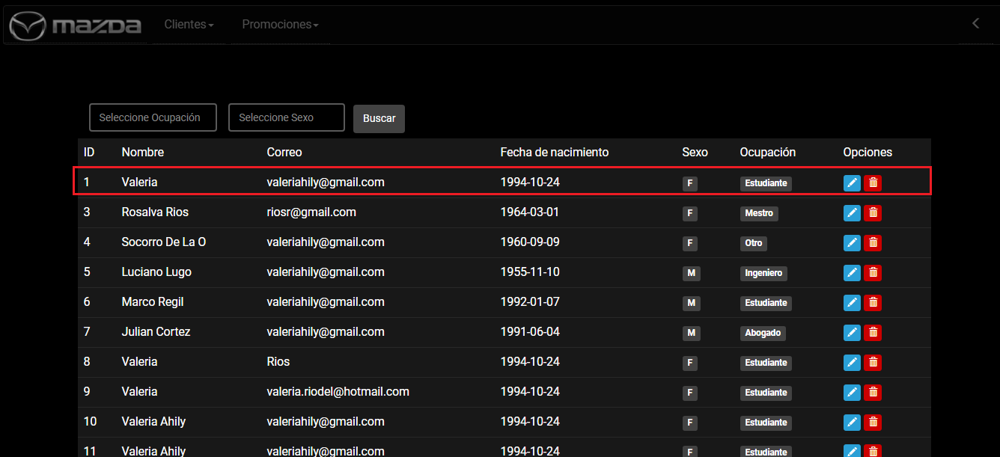 mazda Clientes Promociones
Seleccione Ocupación Seleccione Sexo Buscar
ID Nombre Correo Fecha de nacimiento Sexo Ocupación Opciones
1 Valeria valeriahily@gmail.com 1994-10-24 F Estudiante
3 Rosalva Rios riosr@gmail.com 1964-03-01 F Mestro
4 Socorro De La O valeriahily@gmail.com 1960-09-09 F Otro
5 Luciano Lugo valeriahily@gmail.com 1955-11-10 M Ingeniero
6 Marco Regil valeriahily@gmail.com 1992-01-07 M Estudiante
7 Julian Cortez valeriahily@gmail.com 1991-06-04 M Abogado
8 Valeria Rios 1994-10-24 F Estudiante
9 Valeria valeria.riodel@hotmail.com 1994-10-24 F Estudiante
10 Valeria Ahily valeriahily@gmail.com 1994-10-24 F Estudiante
11 Valeria Ahily valeriahily@gmail.com 1994-10-24 F Estudiante